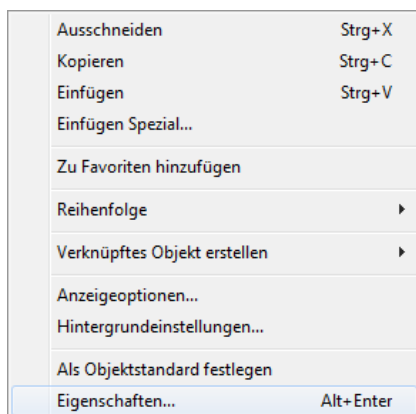 Ausschneiden Strg+X
Kopieren Strg+C
Einfügen Strg+V
Einfügen Spezial...
Zu Favoriten hinzufügen
Reihenfolge
Verknüpftes Objekt erstellen
Anzeigeoptionen...
Hintergrundeinstellungen...
Als Objektstandard festlegen
Eigenschaften... Alt+Enter